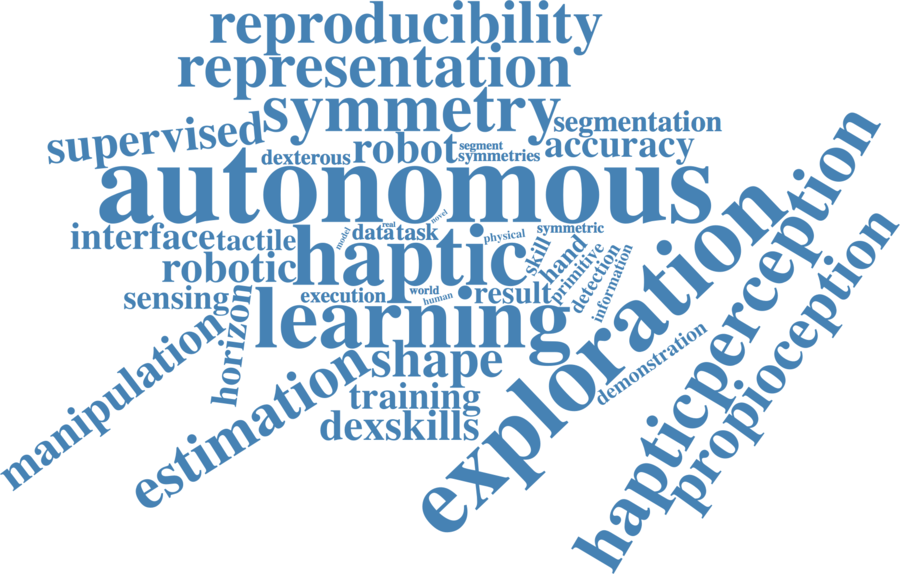 reproducibility
representation
symmetry
supervised
segmentation
dexterous
robot
segment
symmetries
accuracy
autonomous
interface
tactile
model
real
data
task
novel
physical
symmetric
haptic
robotic
skill
hand
primitive
detection
information
sensing
horizon
execution
world
human
result
learning
exploration
hapticperception
propioception
manipulation
estimation
shape
demonstration
training
dexskills